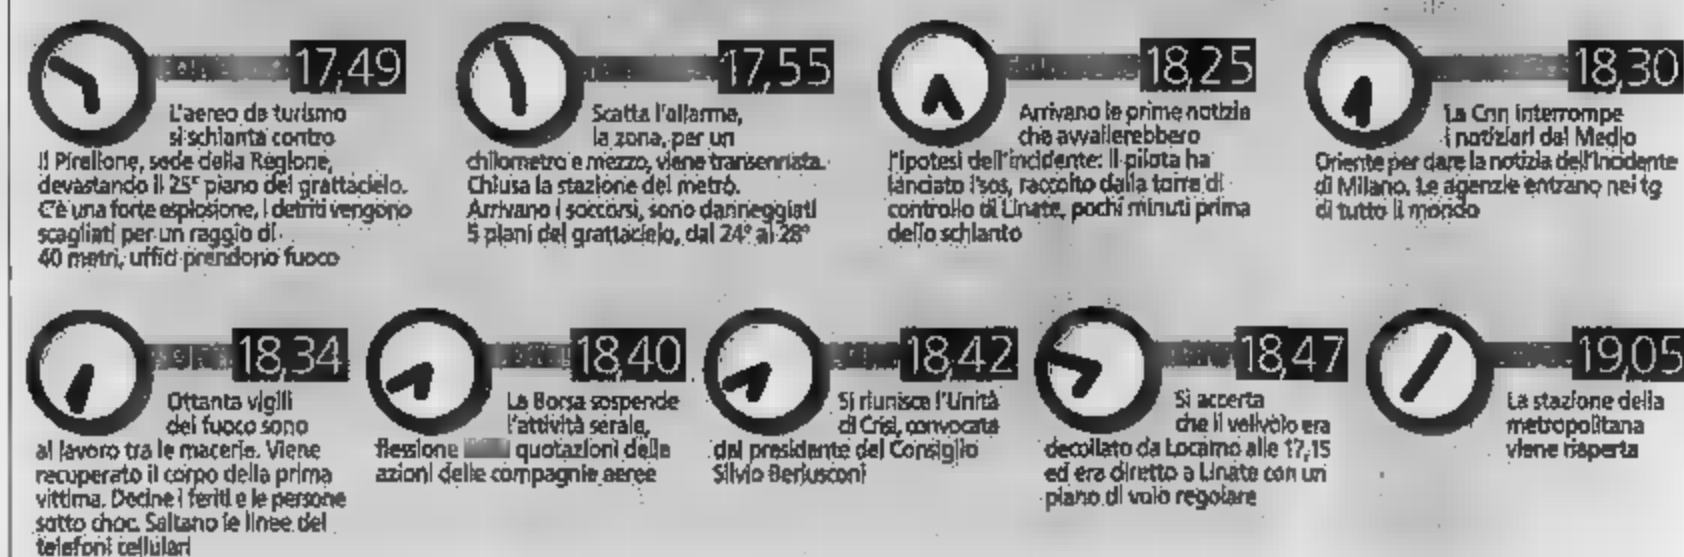 17,49
L'aereo da turismo
si schianta contro
il Pirellone, sede della Regione,
devastando il 25° piano del grattacielo.
C'è una forte esplosione, i detriti vengono
scagliati per un raggio di
40 metri, uffici prendono fuoco
17,55
Scatta l'allarme,
la zona, per un
chilometro e mezzo, viene transennata.
Chiusa la stazione del metrò.
Arrivano i soccorsi, sono danneggiati
5 piani del grattacielo, dal 24° al 28°
18,25
Arrivano le prime notizie
che avvallerebbero
l'ipotesi dell'incidente: il pilota ha
lanciato l'sos, raccolto dalla torre di
controllo di Linate, pochi minuti prima
dello schianto
18,30
La Cnn interrompe
i notiziari dal Medio
Oriente per dare la notizia dell'incidente
di Milano. Le agenzie entrano nei tg
di tutto il mondo
18,34
Ottanta vigili
del fuoco sono
al lavoro tra le macerie. Viene
recuperato il corpo della prima
vittima. Decine i feriti e le persone
sotto choc. Saltano le linee dei
telefoni cellulari
18,40
La Borsa sospende
l'attività serale,
flessione quotazioni delle
azioni delle compagnie aeree
18,42
Si riunisce l'Unità
di Crisi, convocata
dal presidente del Consiglio
Silvio Berlusconi
18,47
Si accerta
che il velivolo era
decollato da Locarno alle 17,15
ed era diretto a Linate con un
piano di volo regolare
19,05
La stazione della
metropolitana
viene riaperta